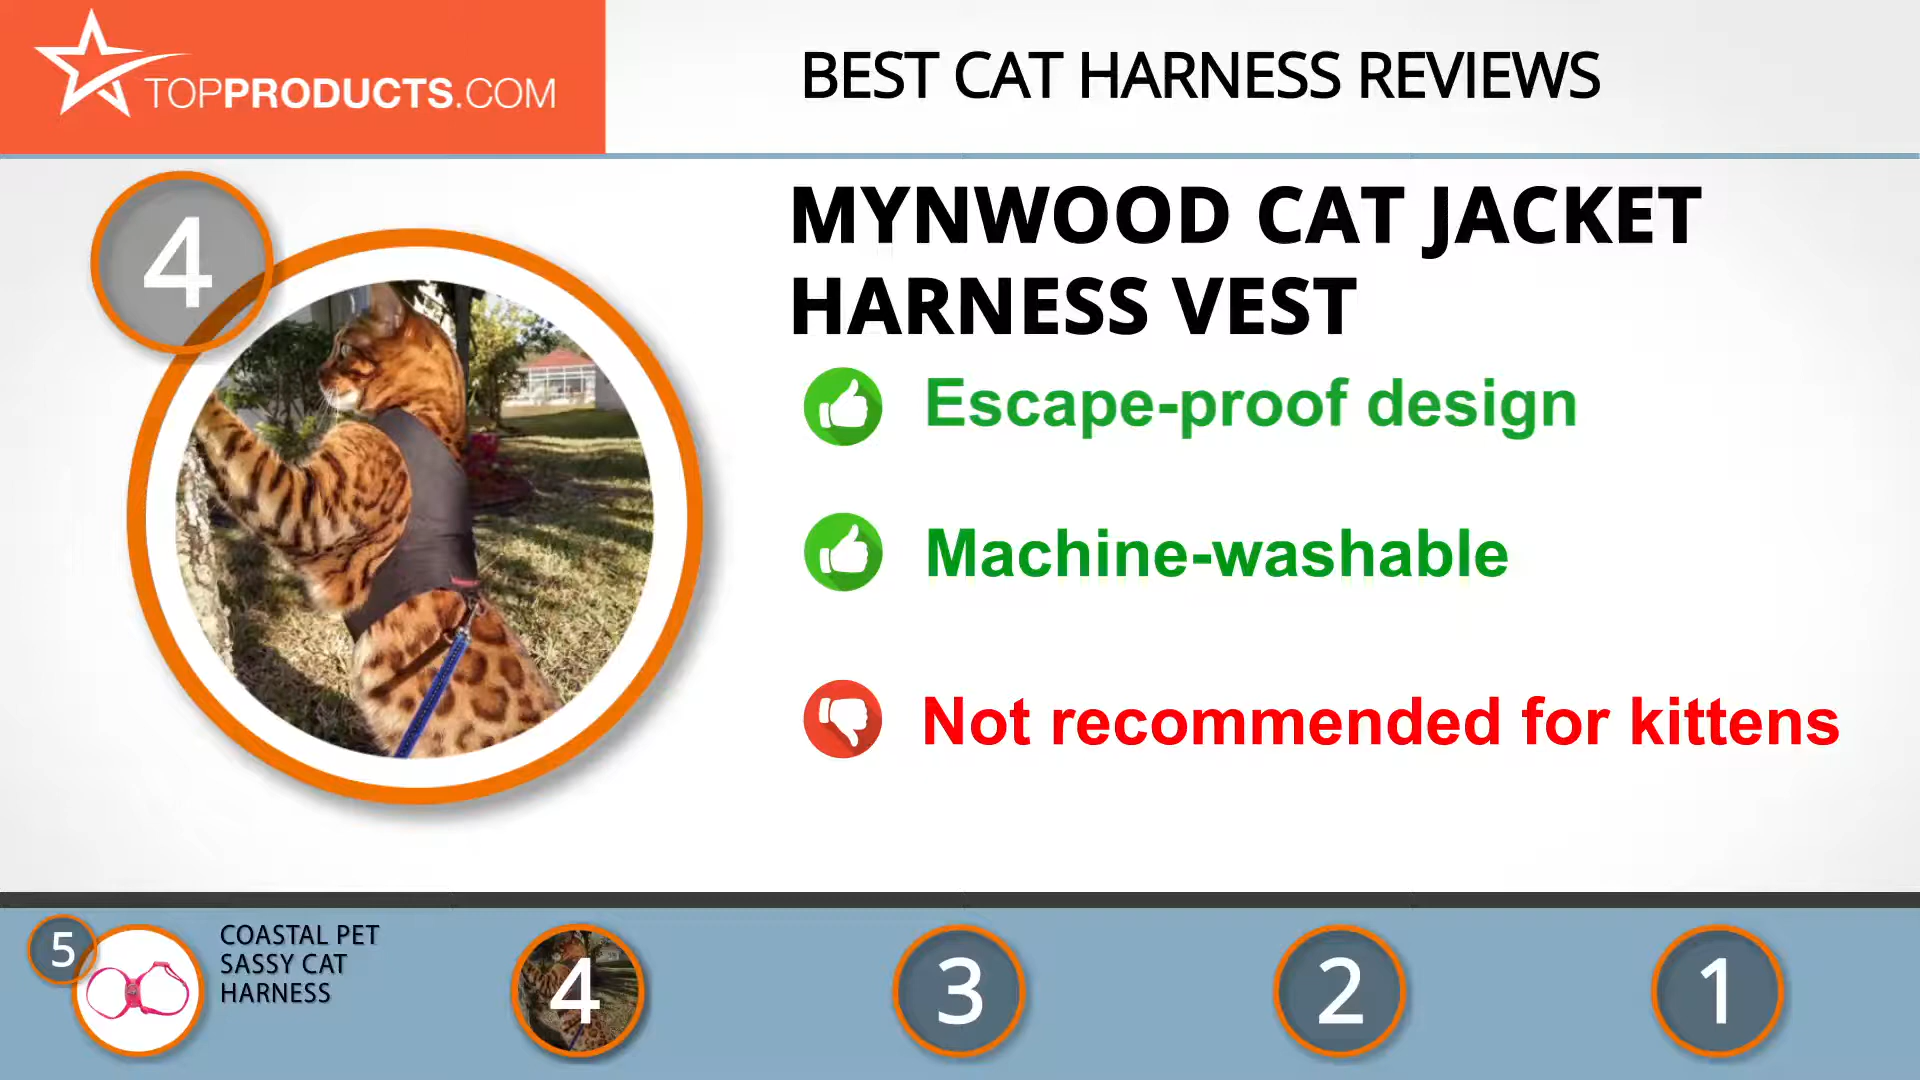 TOPPRODUCTS.COM
BEST CAT HARNESS REVIEWS
4
MYNWOOD CAT JACKET
HARNESS VEST
Escape-proof design
Machine-washable
Not recommended for kittens
5
COASTAL PET
SASSY CAT
HARNESS
4
3
2
1